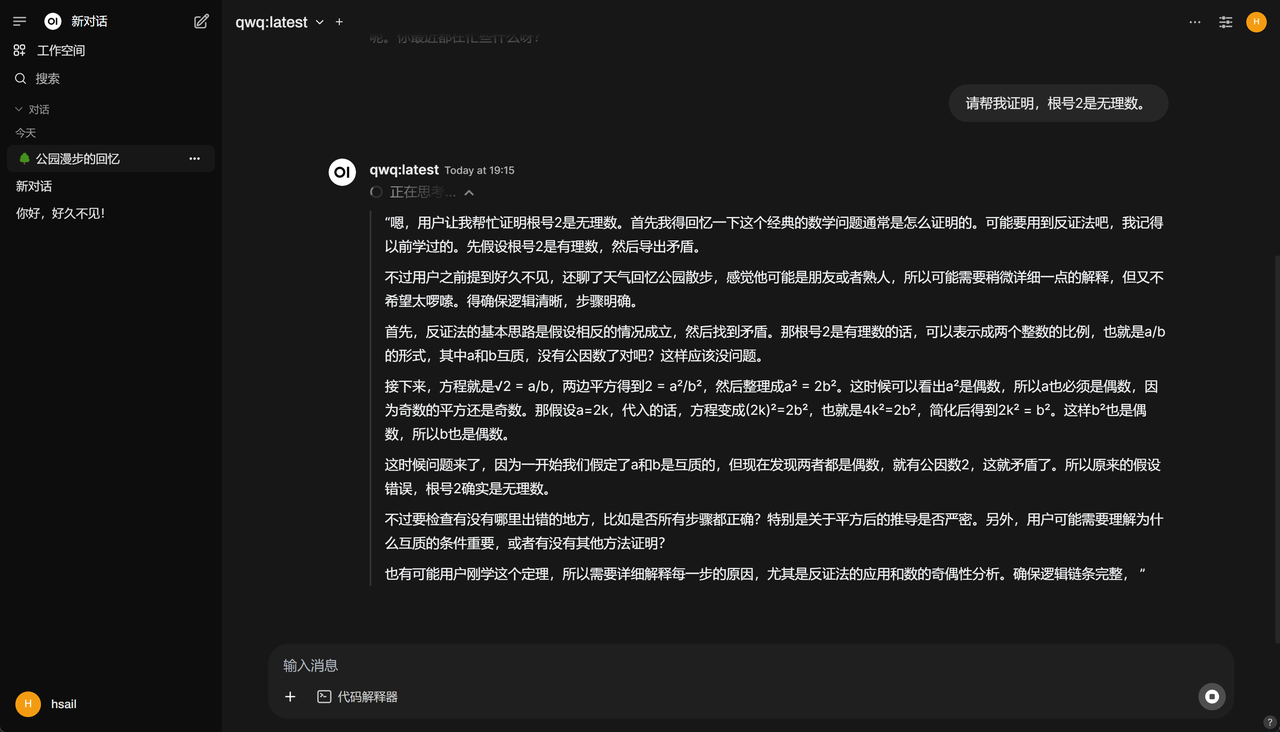 OI 新对话
工作空间
搜索
对话
今天
公园漫步的回忆
新对话
你好，好久不见！
H hsail
qwq:latest
H
呢。你最近都在忙些什么呀？
请帮我证明，根号2是无理数。
OI qwq:latest Today at 19:15
正在思考...
“嗯，用户让我帮忙证明根号2是无理数。首先我得回忆一下这个经典的数学问题通常是怎么证明的。可能要用到反证法吧，我记得
以前学过的。先假设根号2是有理数，然后导出矛盾。
不过用户之前提到好久不见，还聊了天气回忆公园散步，感觉他可能是朋友或者熟人，所以可能需要稍微详细一点的解释，但又不
希望太啰嗦。得确保逻辑清晰，步骤明确。
首先，反证法的基本思路是假设相反的情况成立，然后找到矛盾。那根号2是有理数的话，可以表示成两个整数的比例，也就是a/b
的形式，其中a和b互质，没有公因数了对吧？这样应该没问题。
接下来，方程就是√2 = a/b，两边平方得到2 = a²/b²，然后整理成a² = 2b²。这时候可以看出a²是偶数，所以a也必须是偶数，因
为奇数的平方还是奇数。那假设a=2k，代入的话，方程变成(2k)²=2b²，也就是4k²=2b²，简化后得到2k² = b²。这样b²也是偶
数，所以b也是偶数。
这时候问题来了，因为一开始我们假定了a和b是互质的，但现在发现两者都是偶数，就有公因数2，这就矛盾了。所以原来的假设
错误，根号2确实是无理数。
不过要检查有没有哪里出错的地方，比如是否所有步骤都正确？特别是关于平方后的推导是否严密。另外，用户可能需要理解为什
么互质的条件重要，或者有没有其他方法证明？
也有可能用户刚学这个定理，所以需要详细解释每一步的原因，尤其是反证法的应用和数的奇偶性分析。确保逻辑链条完整， ”
输入消息
代码解释器
?